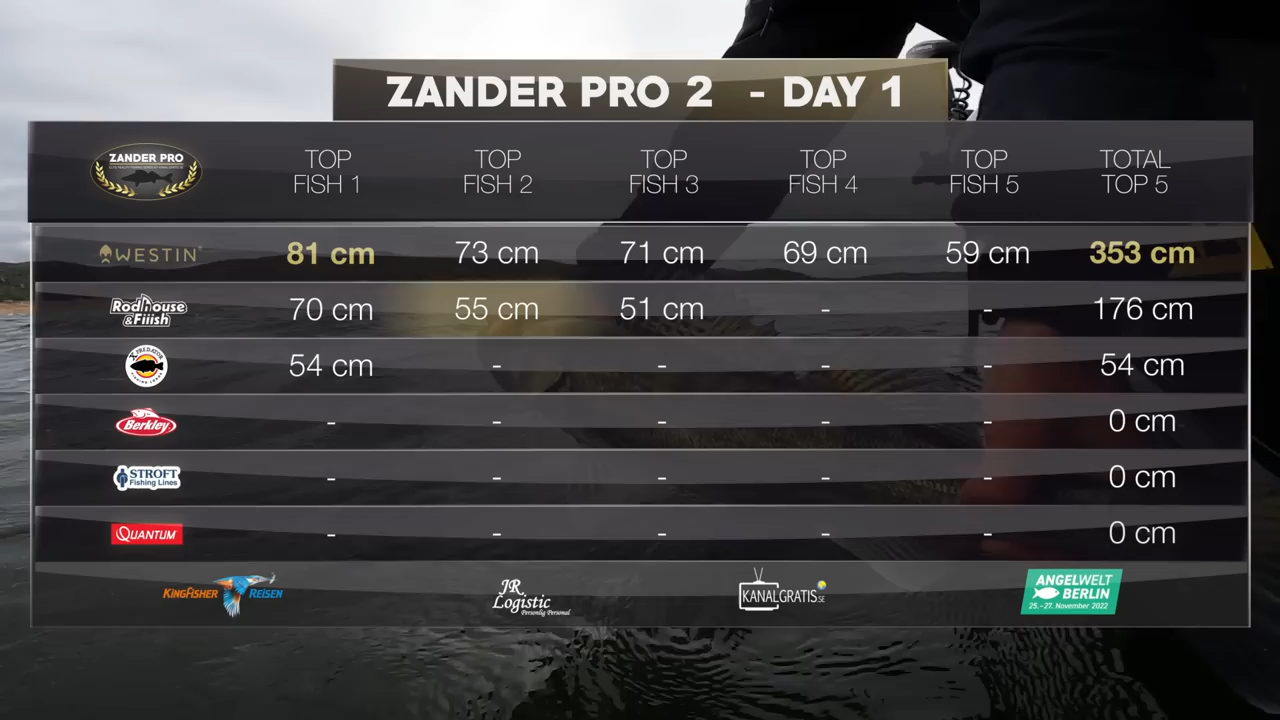 ZANDER PRO 2 - DAY 1
ZANDER PRO
TOP FISH 1
TOP FISH 2
TOP FISH 3
TOP FISH 4
TOP FISH 5
TOTAL TOP 5
WESTIN® 81 cm 73 cm 71 cm 69 cm 59 cm 353 cm
Rodhouse &Fiiish 70 cm 55 cm 51 cm - - 176 cm
54 cm - - - - 54 cm
Berkley - - - - - 0 cm
STROFT Fishing Lines - - - - - 0 cm
QUANTUM - - - - - 0 cm
KINGFISHER REISEN
JR Logistic Personlig Personal
KANALGRATIS.SE
ANGELWELT BERLIN
25.-27. November 2022